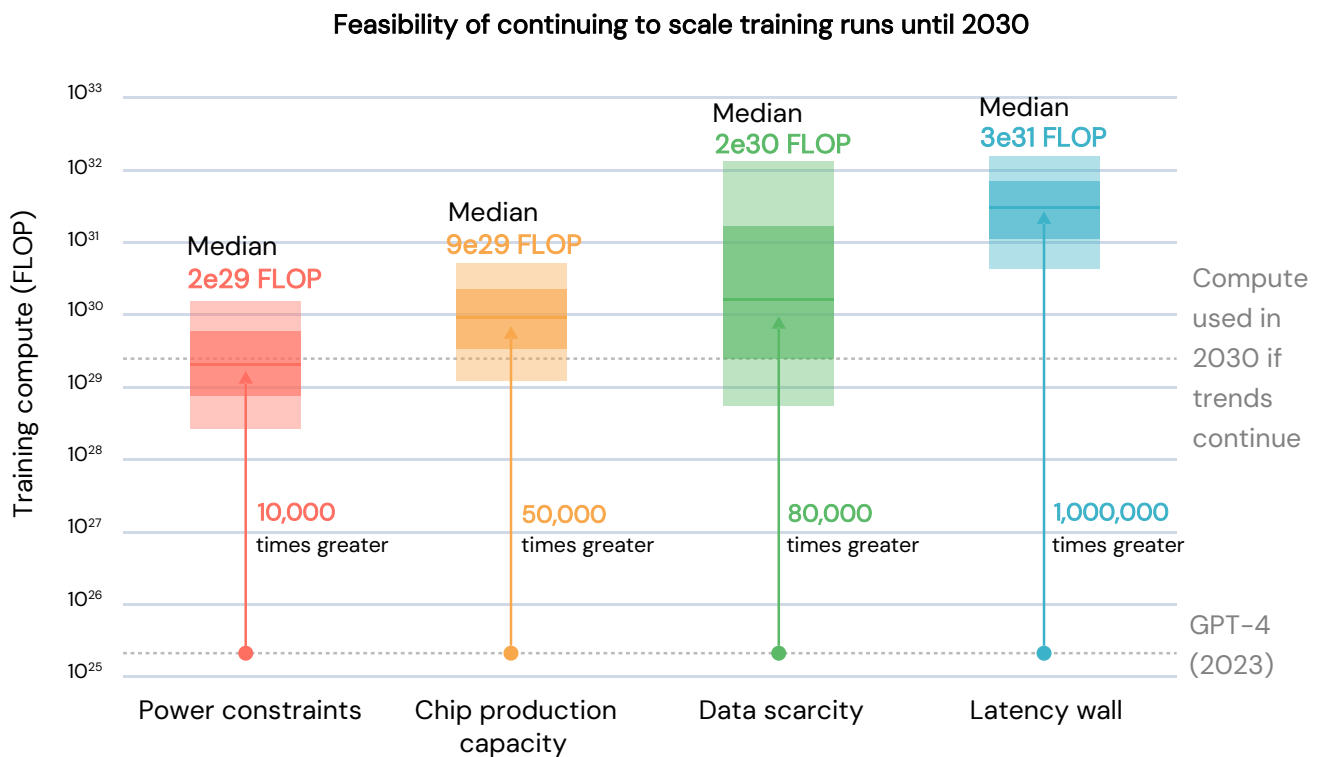 Feasibility of continuing to scale training runs until 2030
Training compute (FLOP)
10³³
10³²
10³¹
10³⁰
10²⁹
10²⁸
10²⁷
10²⁶
10²⁵
Median
2e29 FLOP
10,000
times greater
Power constraints
Median
9e29 FLOP
50,000
times greater
Chip production
capacity
Median
2e30 FLOP
80,000
times greater
Data scarcity
Median
3e31 FLOP
1,000,000
times greater
Latency wall
Compute
used in
2030 if
trends
continue
GPT-4
(2023)